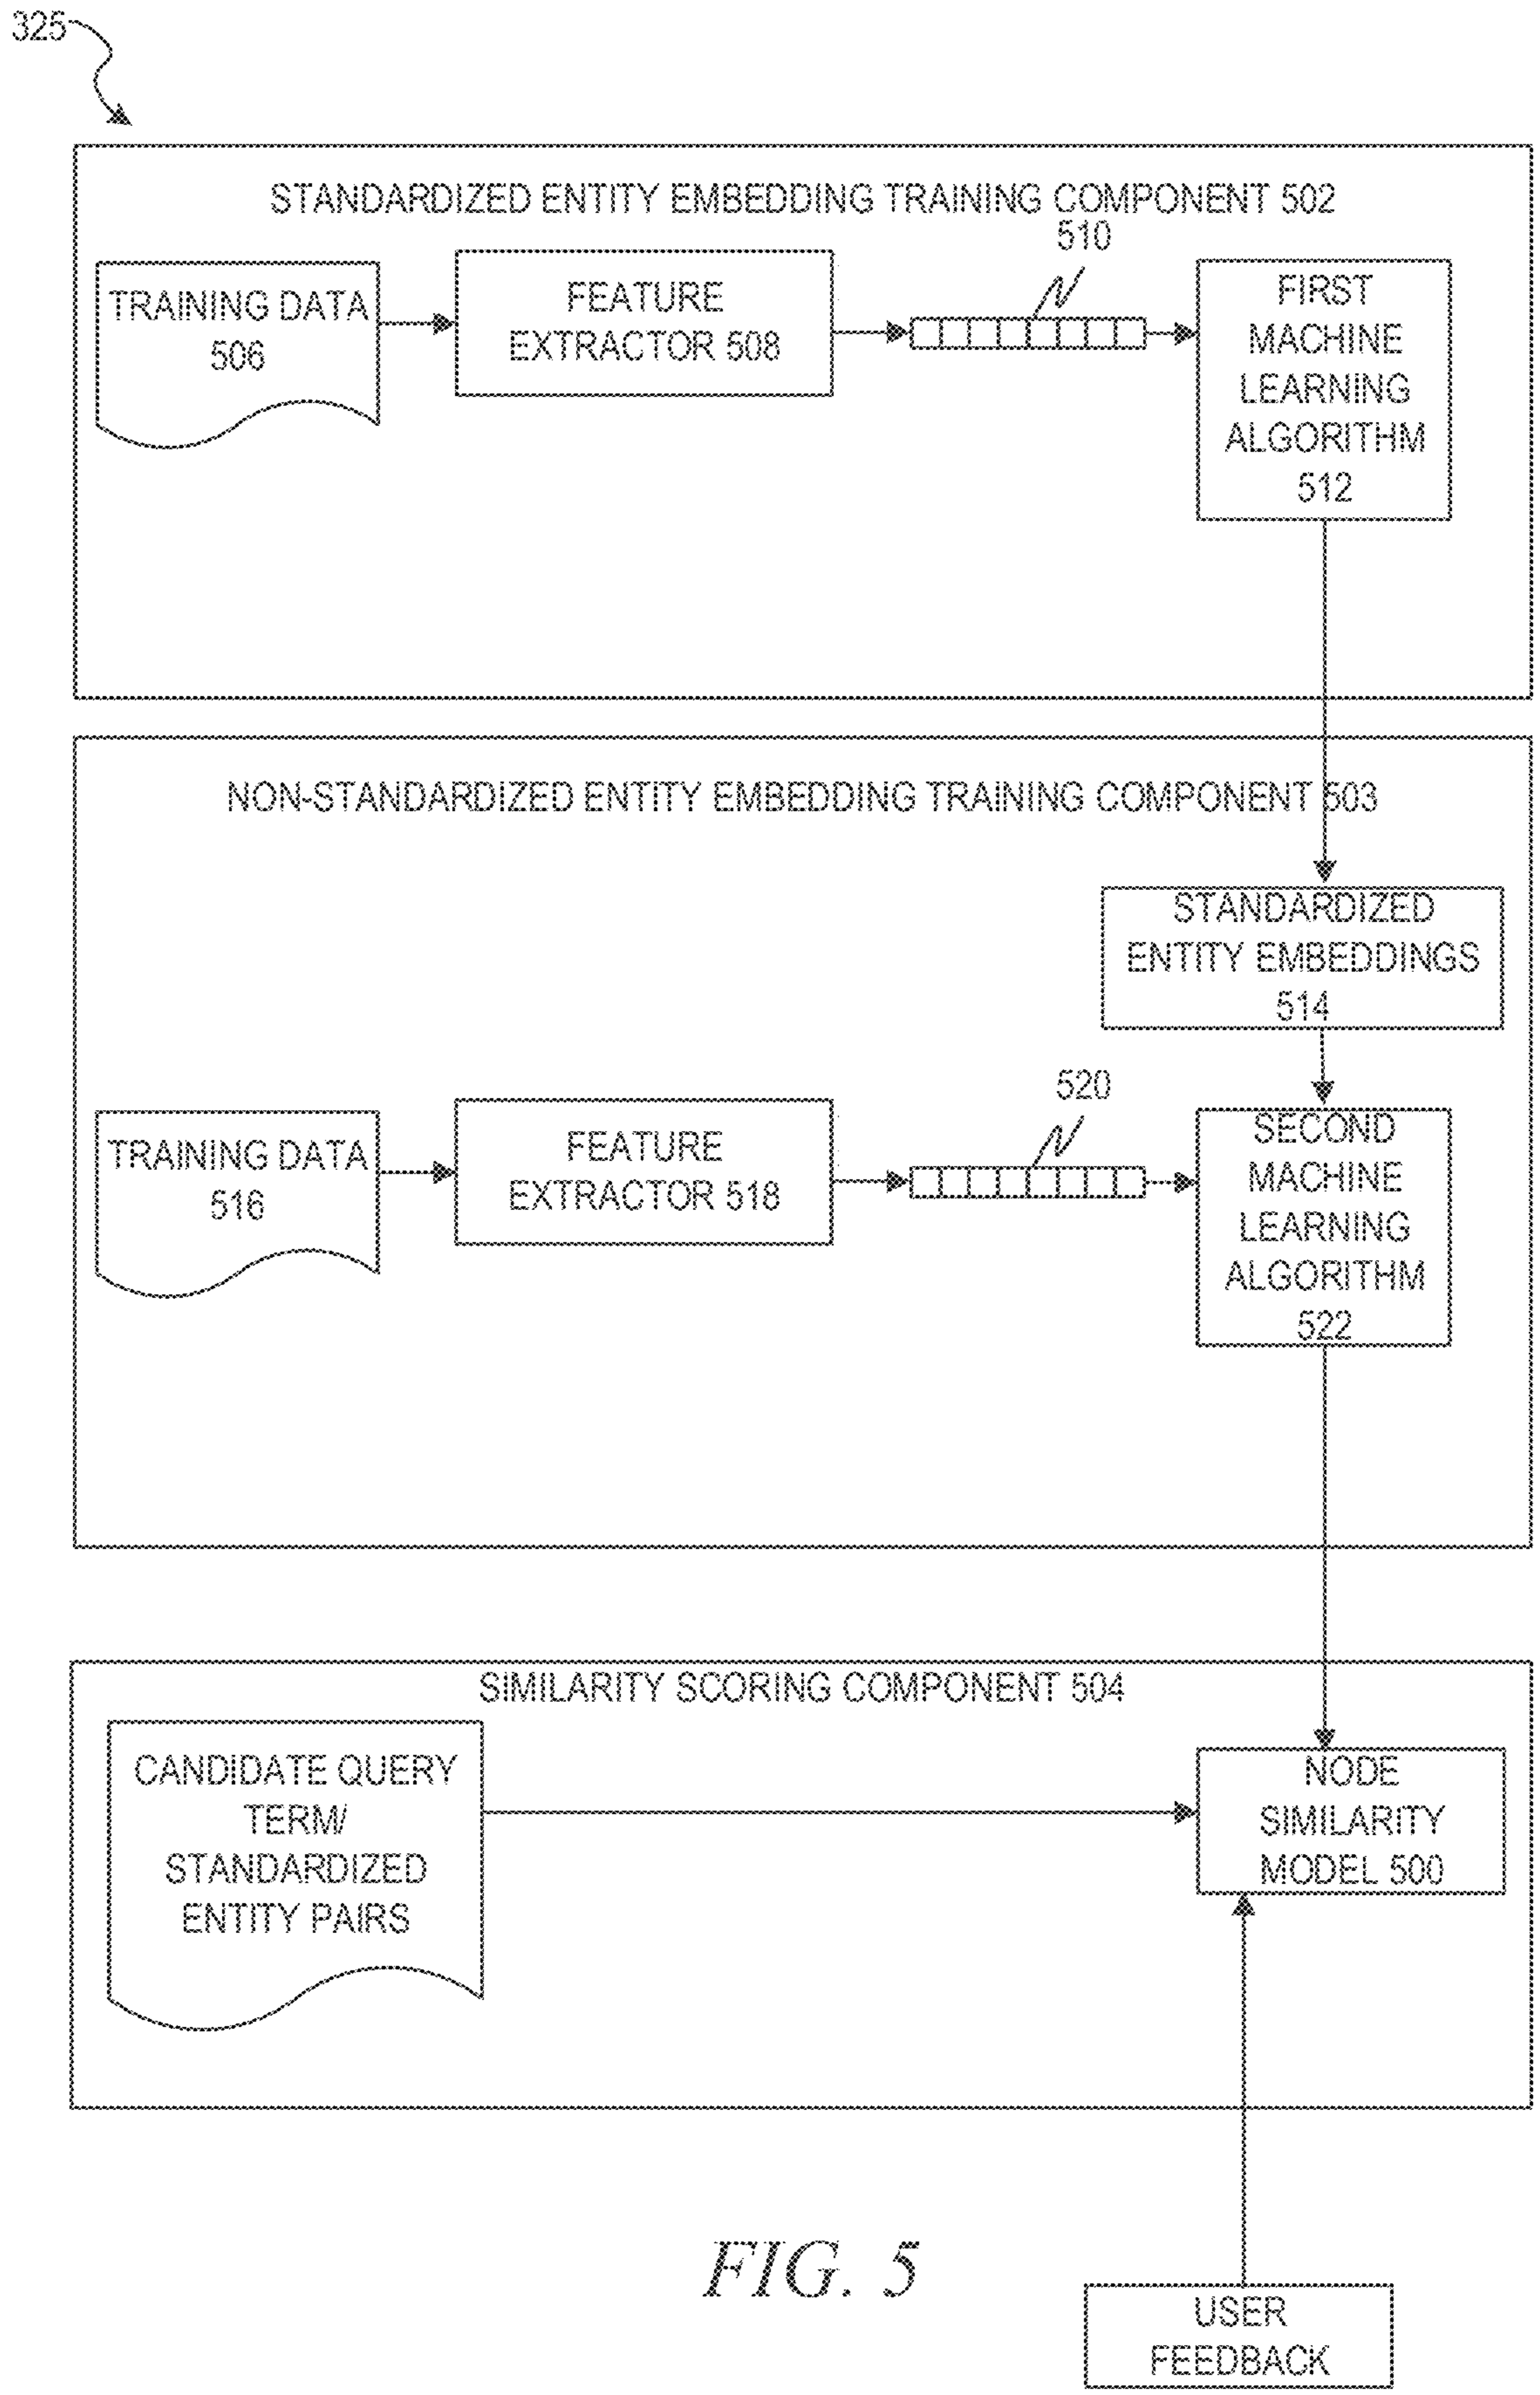 325
STANDARDIZED ENTITY EMBEDDING TRAINING COMPONENT 502
510
TRAINING DATA
506
FEATURE
EXTRACTOR 508
FIRST
MACHINE
LEARNING
ALGORITHM
512
NON-STANDARDIZED ENTITY EMBEDDING TRAINING COMPONENT 503
STANDARDIZED
ENTITY EMBEDDINGS
514
520
TRAINING DATA
516
FEATURE
EXTRACTOR 518
SECOND
MACHINE
LEARNING
ALGORITHM
522
SIMILARITY SCORING COMPONENT 504
CANDIDATE QUERY
TERM/
STANDARDIZED
ENTITY PAIRS
NODE
SIMILARITY
MODEL 500
FIG. 5
USER
FEEDBACK